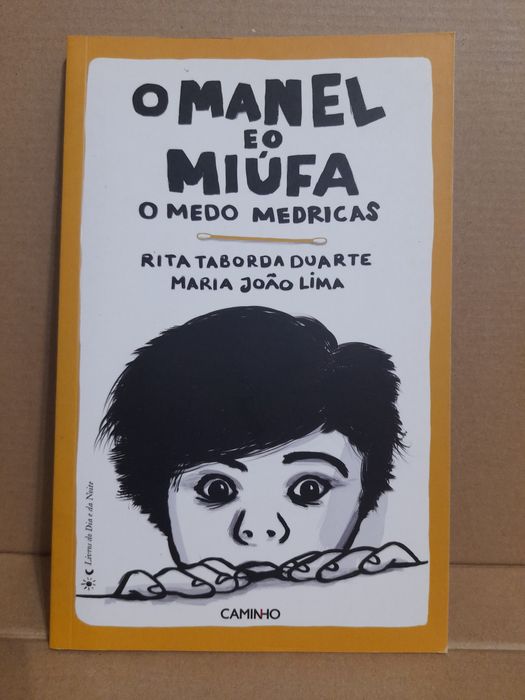 O MANEL
E O
MIÚFA
O MEDO MEDRICAS
RITA TABORDA DUARTE
MARIA JOÃO LIMA
Livros do Dia e da Noite
CAMINHO